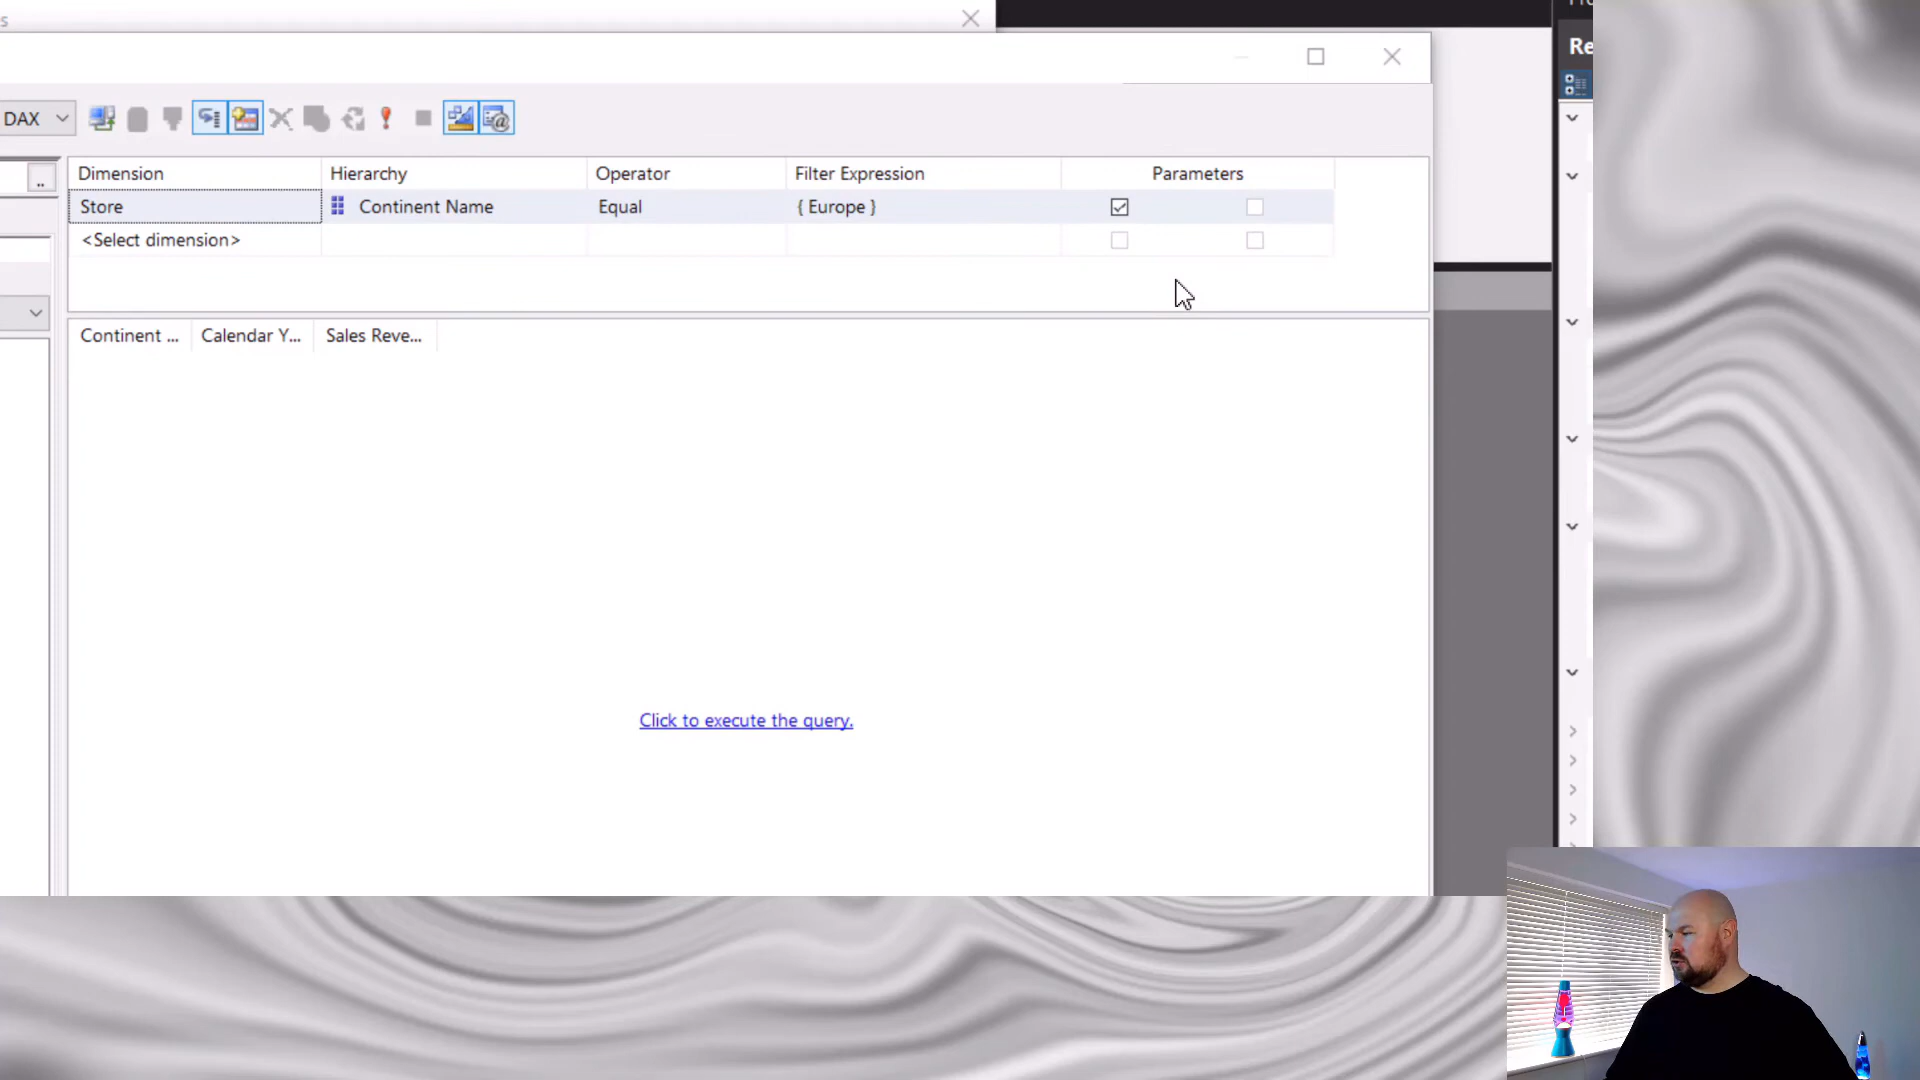 s
Re
DAX
..
Dimension Hierarchy Operator Filter Expression Parameters
Store Continent Name Equal { Europe }
<Select dimension>
Continent ... Calendar Y... Sales Reve...
Click to execute the query.